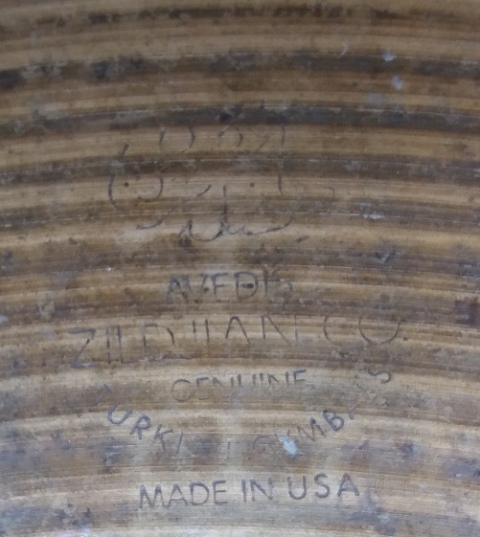 AVEDIS
ZILDJIAN CO.
GENUINE
TURKISH CYMBALS
MADE IN USA